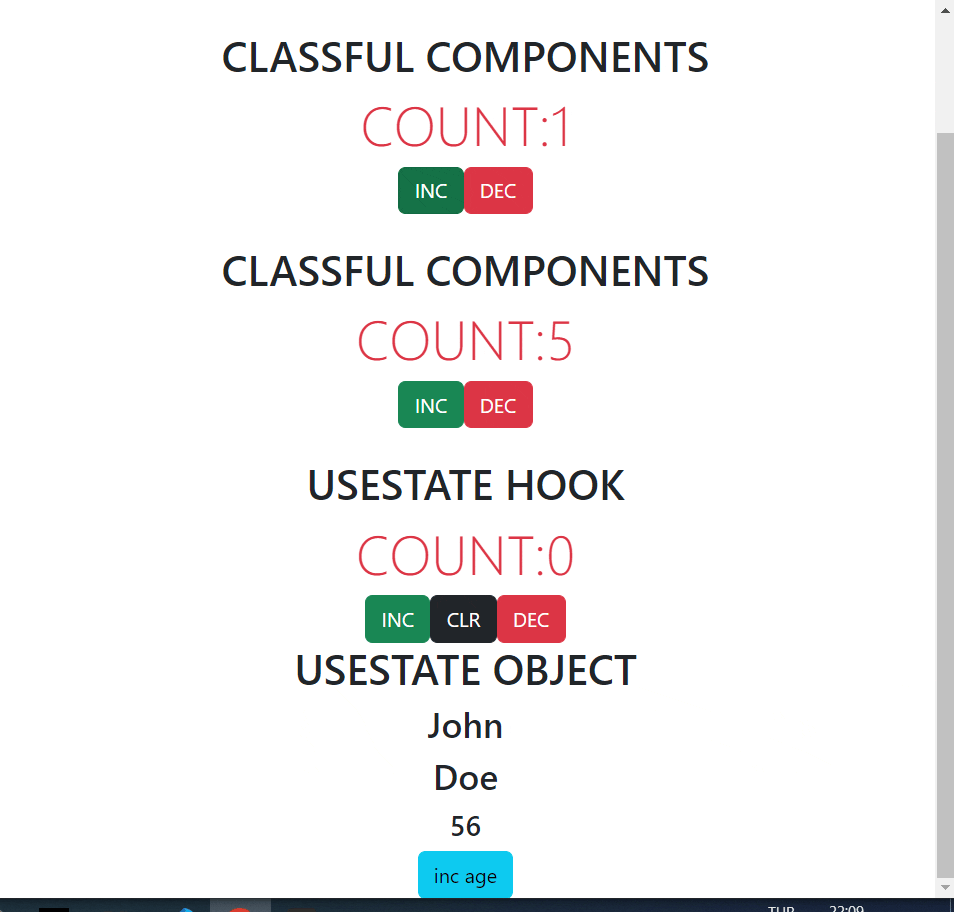 CLASSFUL COMPONENTS
COUNT:1
INC DEC
CLASSFUL COMPONENTS
COUNT:5
INC DEC
USESTATE HOOK
COUNT:0
INC CLR DEC
USESTATE OBJECT
John
Doe
56
inc age
TUR 22:09